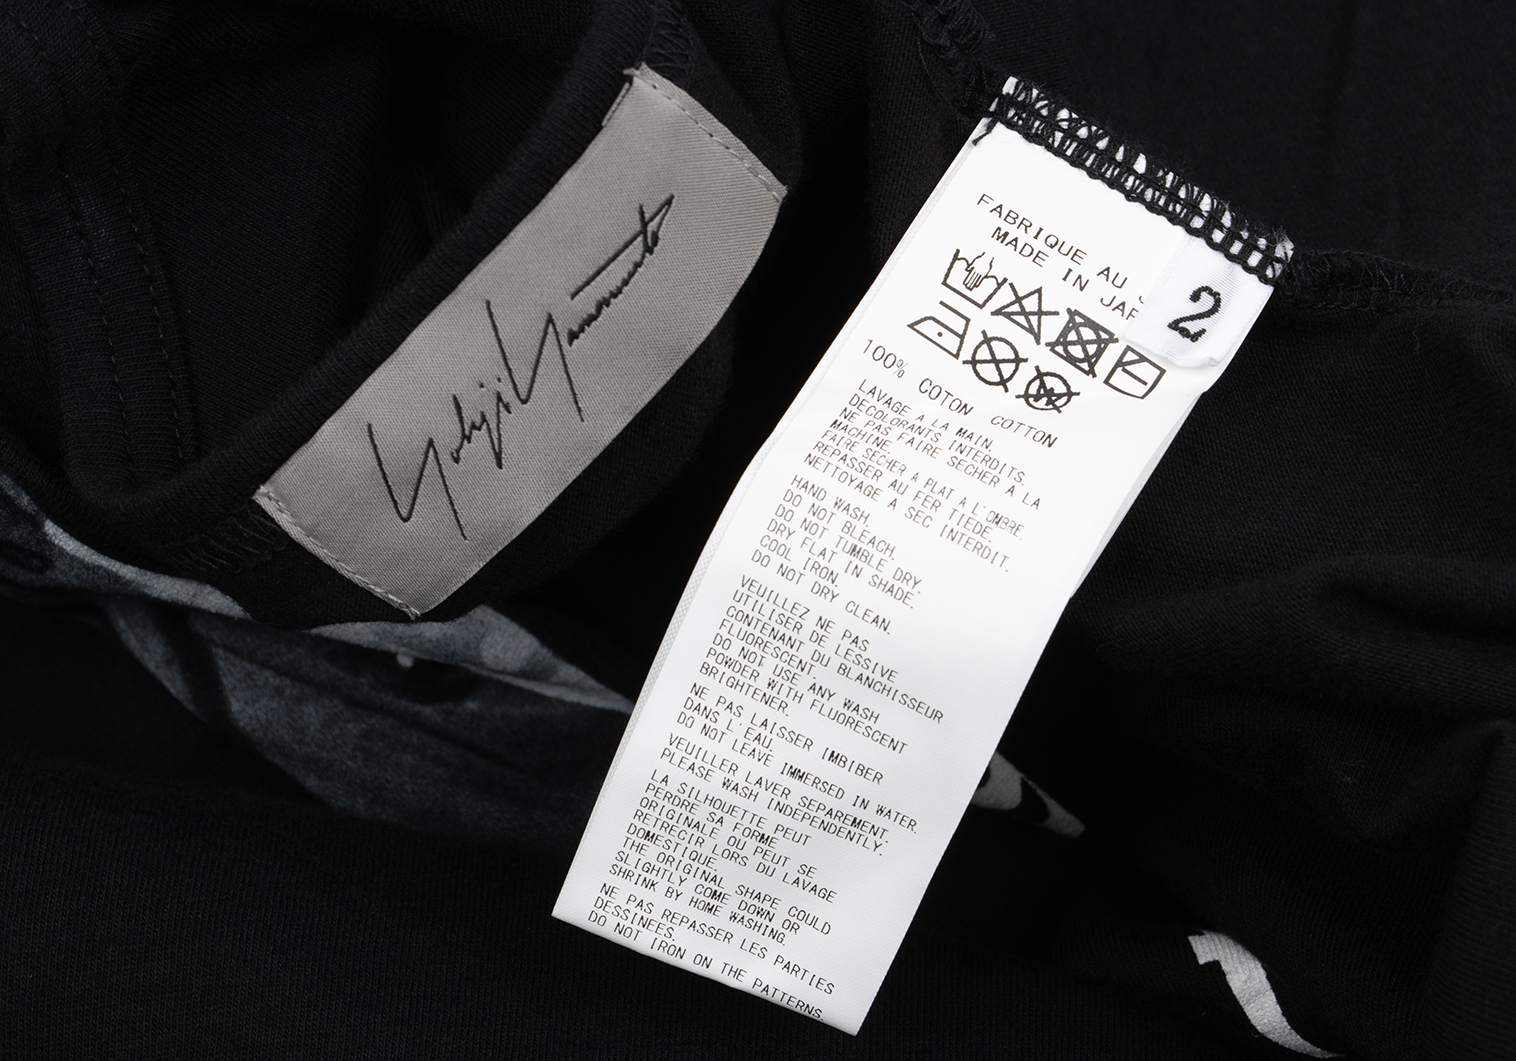 Yohji Yamamoto
2
FABRIQUE AU
MADE IN JAP
100% COTON COTTON
LAVAGE A LA MAIN.
DECOLORANTS INTERDITS.
NE PAS FAIRE SECHER A LA
MACHINE.
FAIRE SECHER A PLAT A L'OMBRE.
REPASSER AU FER TIEDE.
NETTOYAGE A SEC INTERDIT.
HAND WASH.
DO NOT BLEACH.
DO NOT TUMBLE DRY.
DRY FLAT IN SHADE.
COOL IRON.
DO NOT DRY CLEAN.
VEUILLEZ NE PAS
UTILISER DE LESSIVE
CONTENANT DU BLANCHISSEUR
FLUORESCENT.
DO NOT USE ANY WASH
POWDER WITH FLUORESCENT
BRIGHTENER.
NE PAS LAISSER IMBIBER
DANS L'EAU.
DO NOT LEAVE IMMERSED IN WATER.
VEUILLER LAVER SEPAREMENT.
PLEASE WASH INDEPENDENTLY.
LA SILHOUETTE PEUT
PERDRE SA FORME
ORIGINALE OU PEUT SE
RETRECIR LORS DU LAVAGE
DOMESTIQUE.
THE ORIGINAL SHAPE COULD
SLIGHTLY COME DOWN OR
SHRINK BY HOME WASHING.
NE PAS REPASSER LES PARTIES
DESSINEES.
DO NOT IRON ON THE PATTERNS.